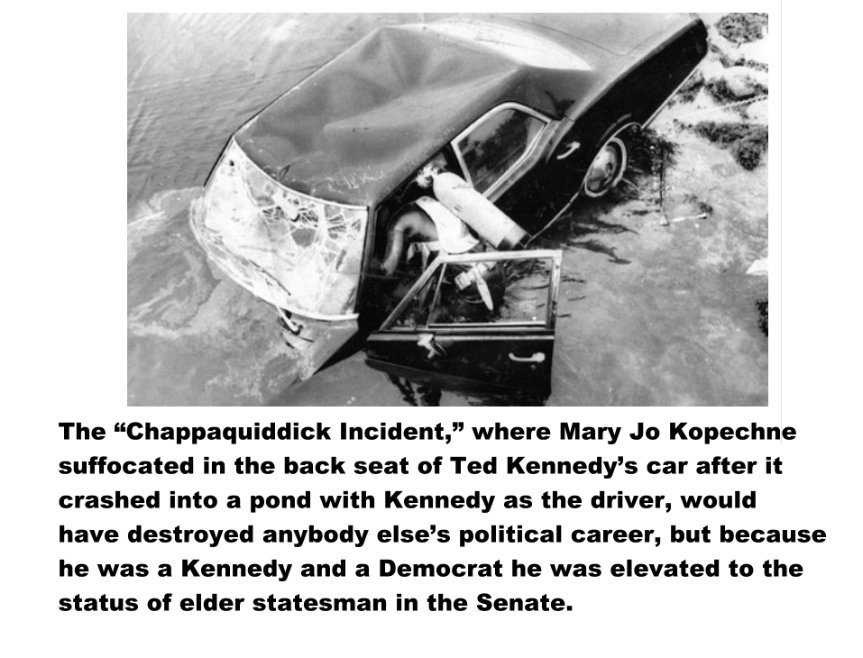 The “Chappaquiddick Incident,” where Mary Jo Kopechne
suffocated in the back seat of Ted Kennedy’s car after it
crashed into a pond with Kennedy as the driver, would
have destroyed anybody else’s political career, but because
he was a Kennedy and a Democrat he was elevated to the
status of elder statesman in the Senate.